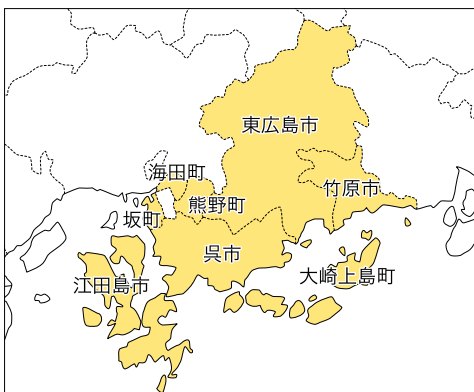 東広島市
海田町
竹原市
熊野町
坂町
呉市
大崎上島町
江田島市